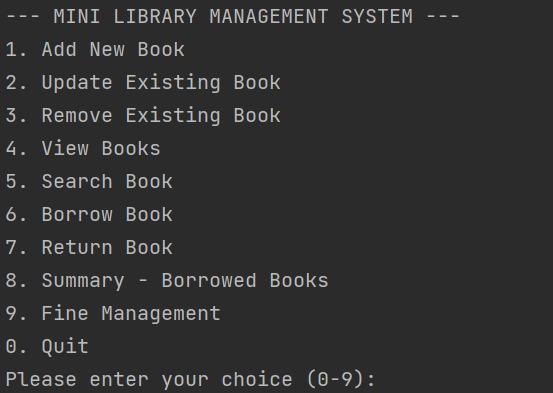 --- MINI LIBRARY MANAGEMENT SYSTEM ---
1. Add New Book
2. Update Existing Book
3. Remove Existing Book
4. View Books
5. Search Book
6. Borrow Book
7. Return Book
8. Summary - Borrowed Books
9. Fine Management
0. Quit
Please enter your choice (0-9):